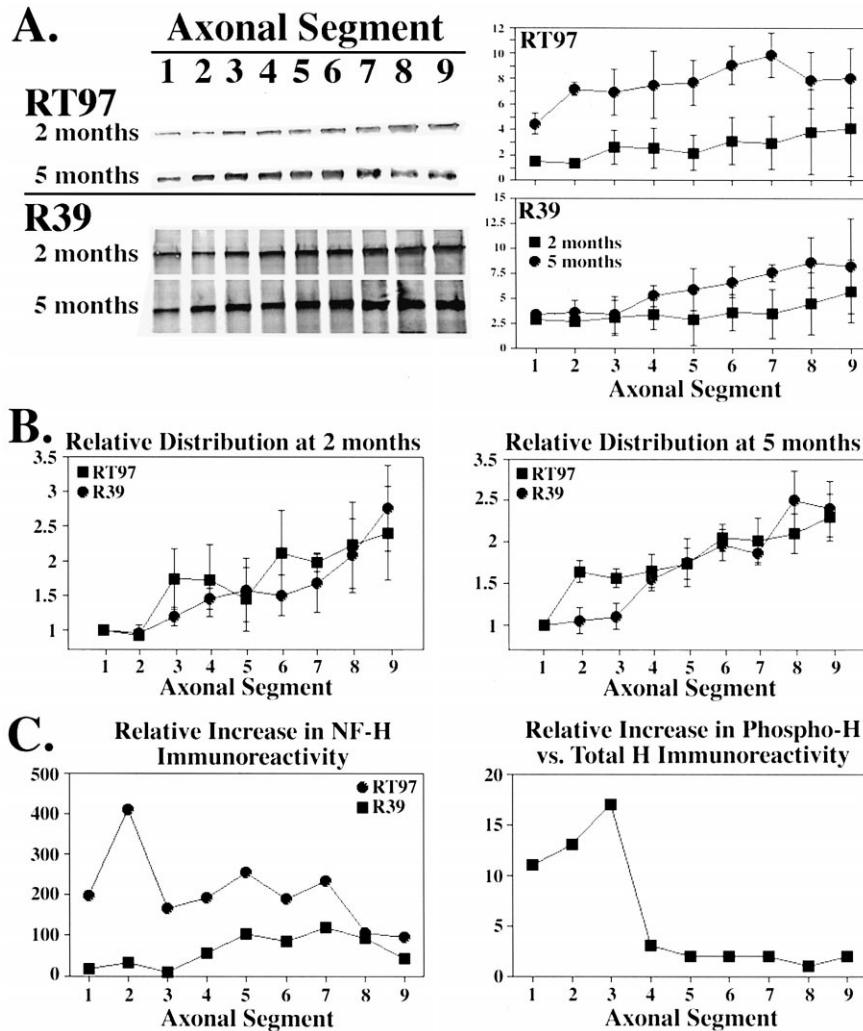 A.
Axonal Segment
1 2 3 4 5 6 7 8 9
RT97
2 months
5 months
R39
2 months
5 months
RT97
12
10
8
6
4
2
0
R39
15
12.5
10
7.5
5
2.5
0
2 months
5 months
1 2 3 4 5 6 7 8 9
Axonal Segment
B.
Relative Distribution at 2 months
3.5
3
2.5
2
1.5
1
RT97
R39
1 2 3 4 5 6 7 8 9
Axonal Segment
Relative Distribution at 5 months
3.5
2.5
2
1.5
1
RT97
R39
1 2 3 4 5 6 7 8 9
Axonal Segment
C.
Relative Increase in NF-H
Immunoreactivity
500
400
300
200
100
0
RT97
R39
1 2 3 4 5 6 7 8 9
Axonal Segment
Relative Increase in Phospho-H
vs. Total H Immunoreactivity
20
15
10
5
0
1 2 3 4 5 6 7 8 9
Axonal Segment